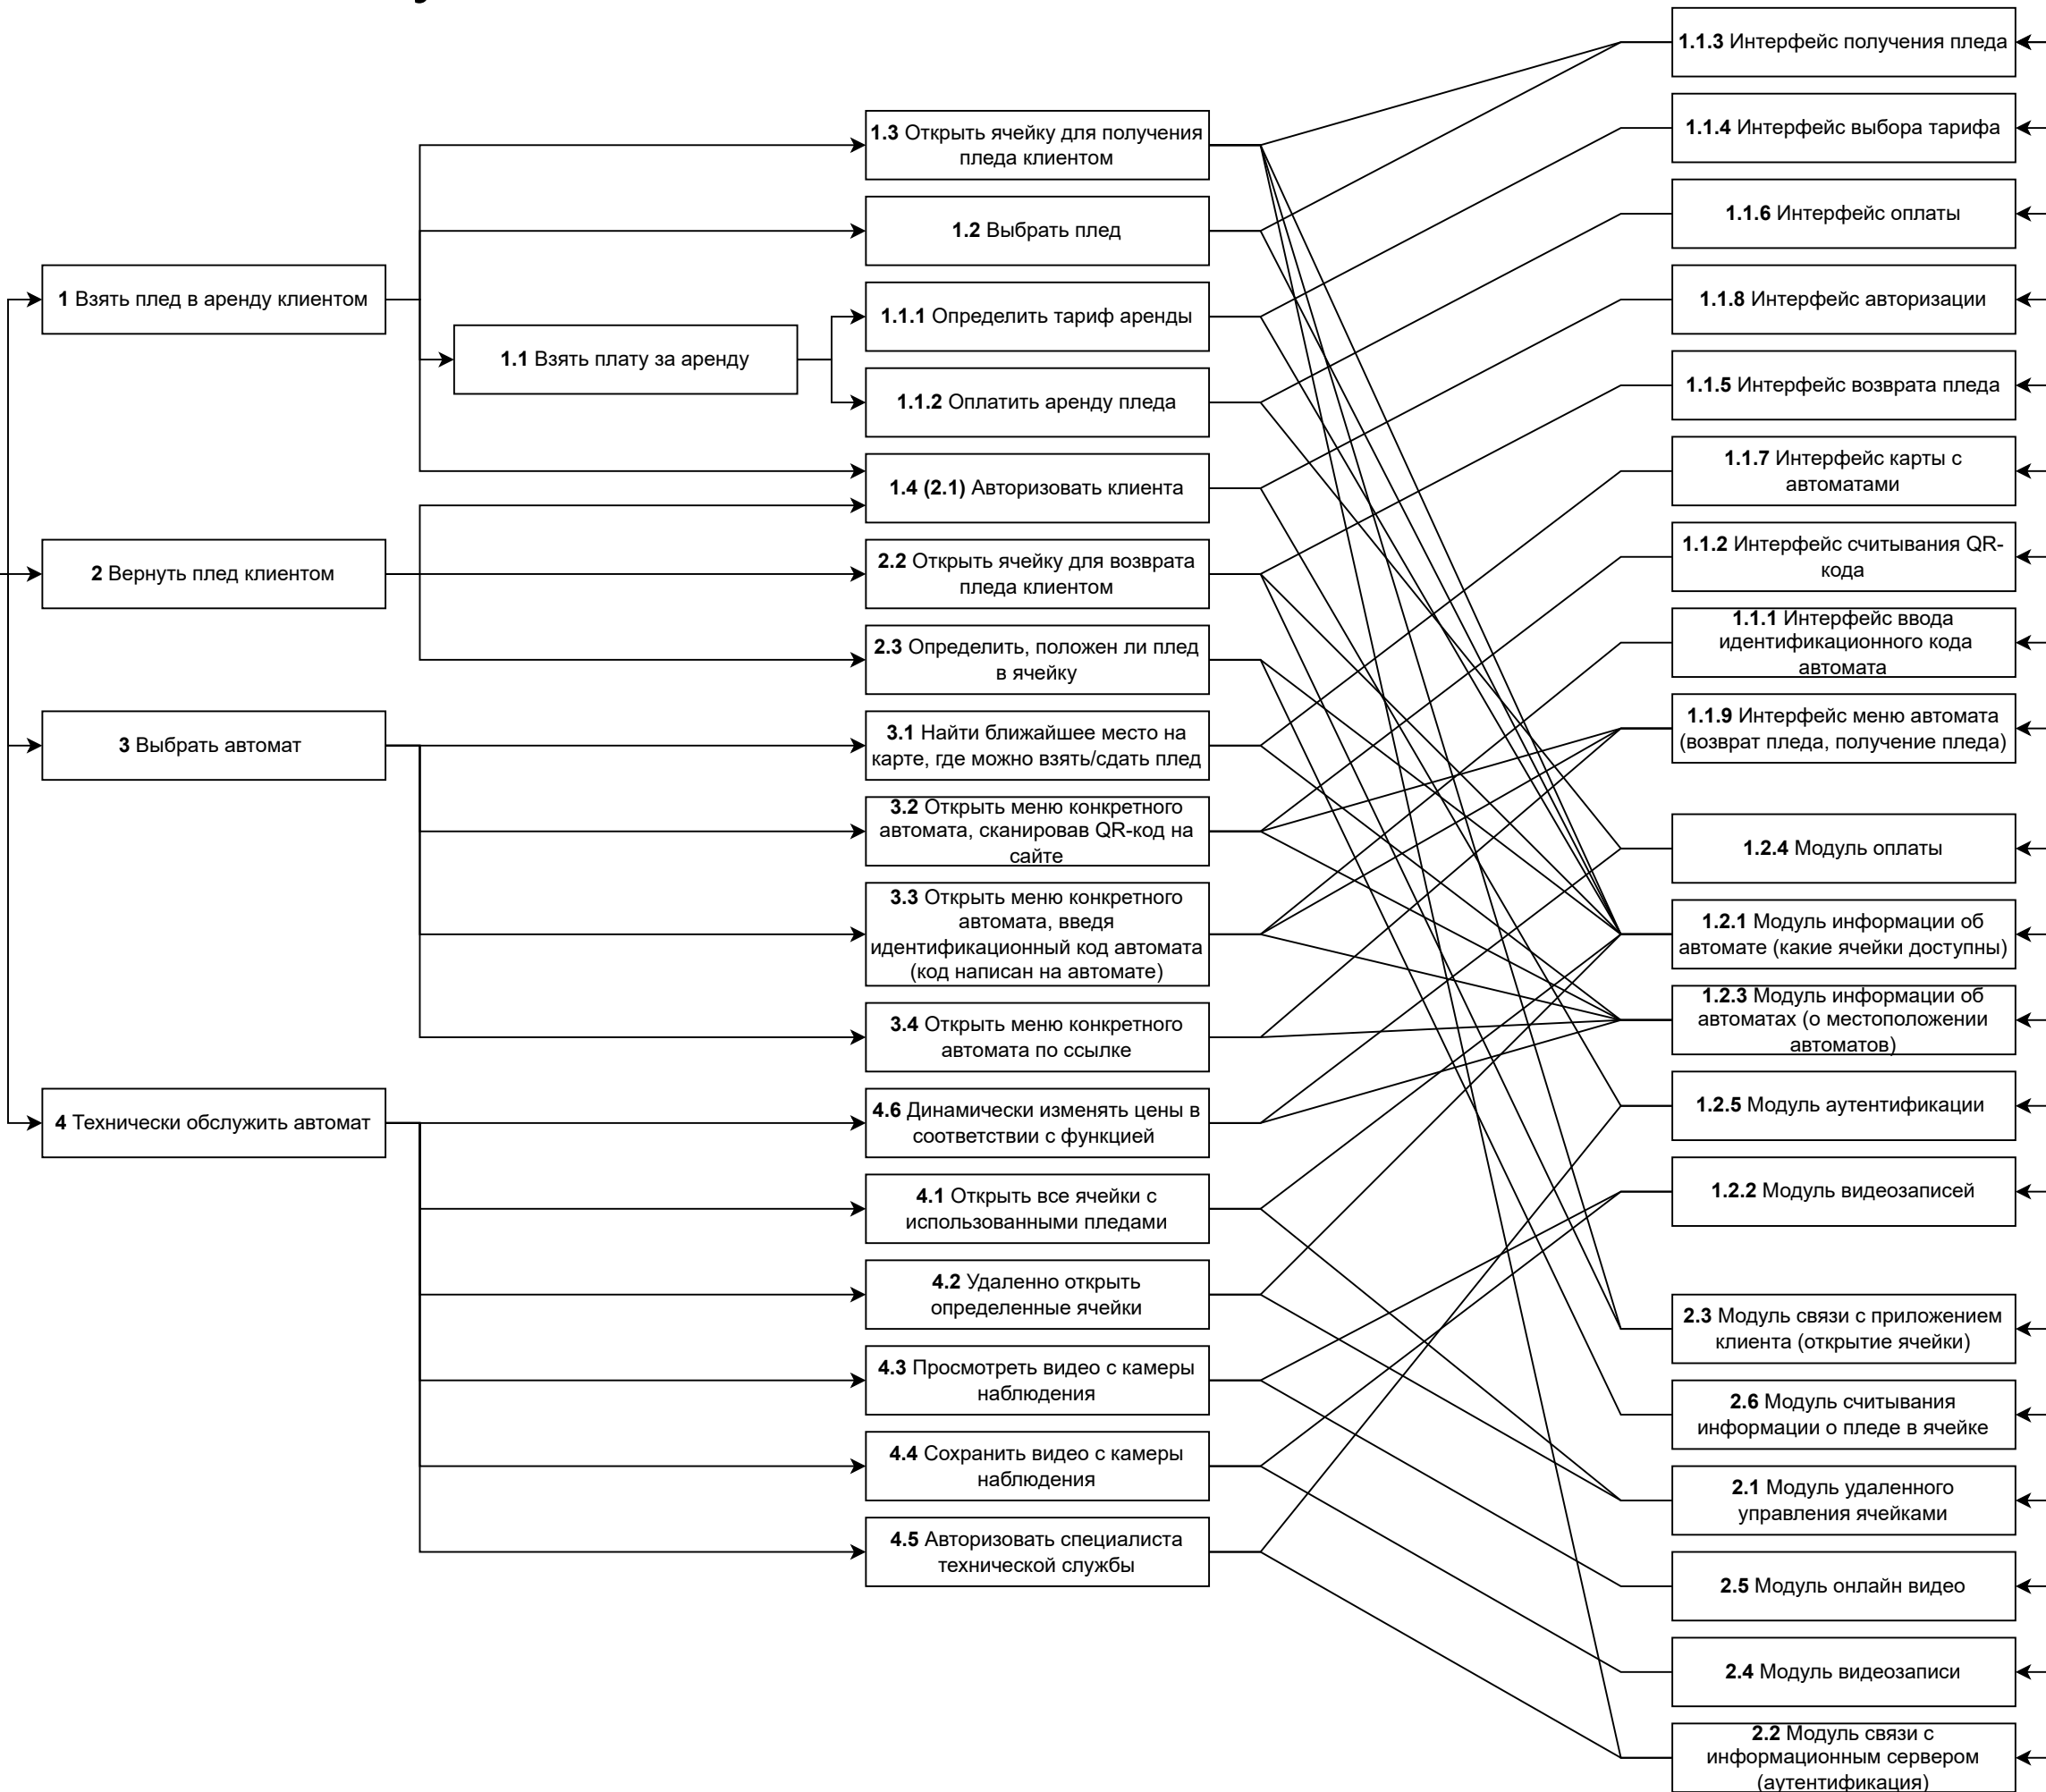 1 Взять плед в аренду клиентом
2 Вернуть плед клиентом
3 Выбрать автомат
4 Технически обслужить автомат
1.1 Взять плату за аренду
1.3 Открыть ячейку для получения
пледа клиентом
1.2 Выбрать плед
1.1.1 Определить тариф аренды
1.1.2 Оплатить аренду пледа
1.4 (2.1) Авторизовать клиента
2.2 Открыть ячейку для возврата
пледа клиентом
2.3 Определить, положен ли плед
в ячейку
3.1 Найти ближайшее место на
карте, где можно взять/сдать плед
3.2 Открыть меню конкретного
автомата, сканировав QR-код на
сайте
3.3 Открыть меню конкретного
автомата, введя
идентификационный код автомата
(код написан на автомате)
3.4 Открыть меню конкретного
автомата по ссылке
4.6 Динамически изменять цены в
соответствии с функцией
4.1 Открыть все ячейки с
использованными пледами
4.2 Удаленно открыть
определенные ячейки
4.3 Просмотреть видео с камеры
наблюдения
4.4 Сохранить видео с камеры
наблюдения
4.5 Авторизовать специалиста
технической службы
1.1.3 Интерфейс получения пледа
1.1.4 Интерфейс выбора тарифа
1.1.6 Интерфейс оплаты
1.1.8 Интерфейс авторизации
1.1.5 Интерфейс возврата пледа
1.1.7 Интерфейс карты с
автоматами
1.1.2 Интерфейс считывания QR-
кода
1.1.1 Интерфейс ввода
идентификационного кода
автомата
1.1.9 Интерфейс меню автомата
(возврат пледа, получение пледа)
1.2.4 Модуль оплаты
1.2.1 Модуль информации об
автомате (какие ячейки доступны)
1.2.3 Модуль информации об
автоматах (о местоположении
автоматов)
1.2.5 Модуль аутентификации
1.2.2 Модуль видеозаписей
2.3 Модуль связи с приложением
клиента (открытие ячейки)
2.6 Модуль считывания
информации о пледе в ячейке
2.1 Модуль удаленного
управления ячейками
2.5 Модуль онлайн видео
2.4 Модуль видеозаписи
2.2 Модуль связи с
информационным сервером
(аутентификация)